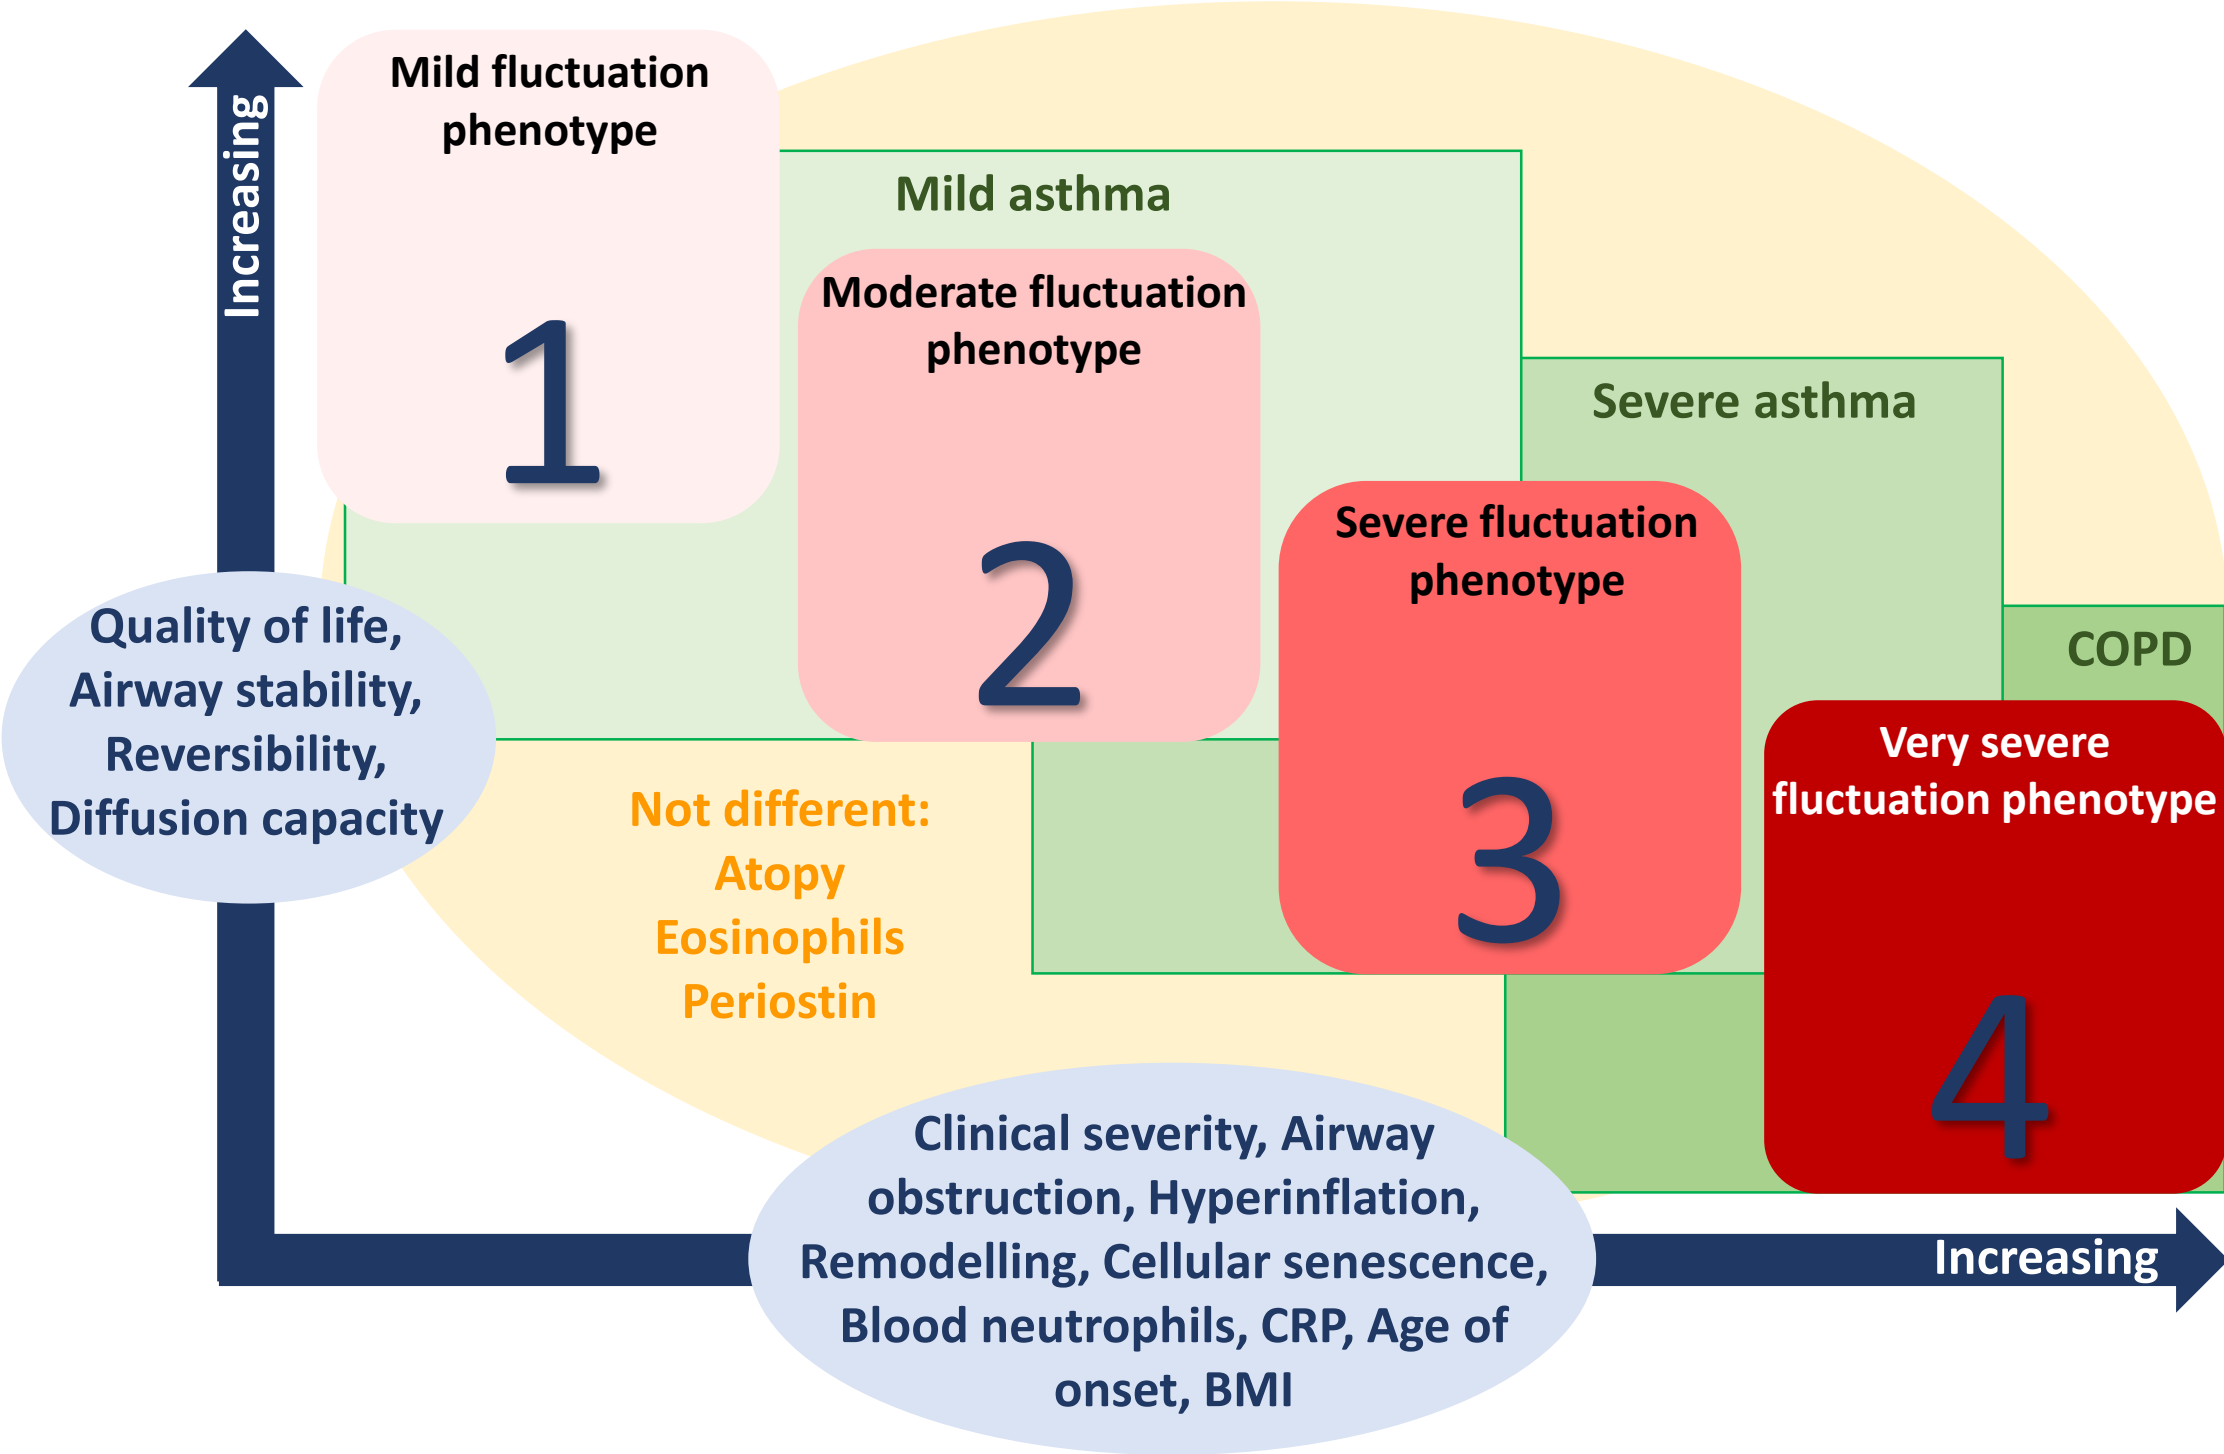 Increasing
Mild fluctuation
phenotype
1
Mild asthma
Moderate fluctuation
phenotype
2
Severe asthma
Severe fluctuation
phenotype
3
COPD
Very severe
fluctuation phenotype
4
Quality of life,
Airway stability,
Reversibility,
Diffusion capacity
Not different:
Atopy
Eosinophils
Periostin
Clinical severity, Airway
obstruction, Hyperinflation,
Remodelling, Cellular senescence,
Blood neutrophils, CRP, Age of
onset, BMI
Increasing